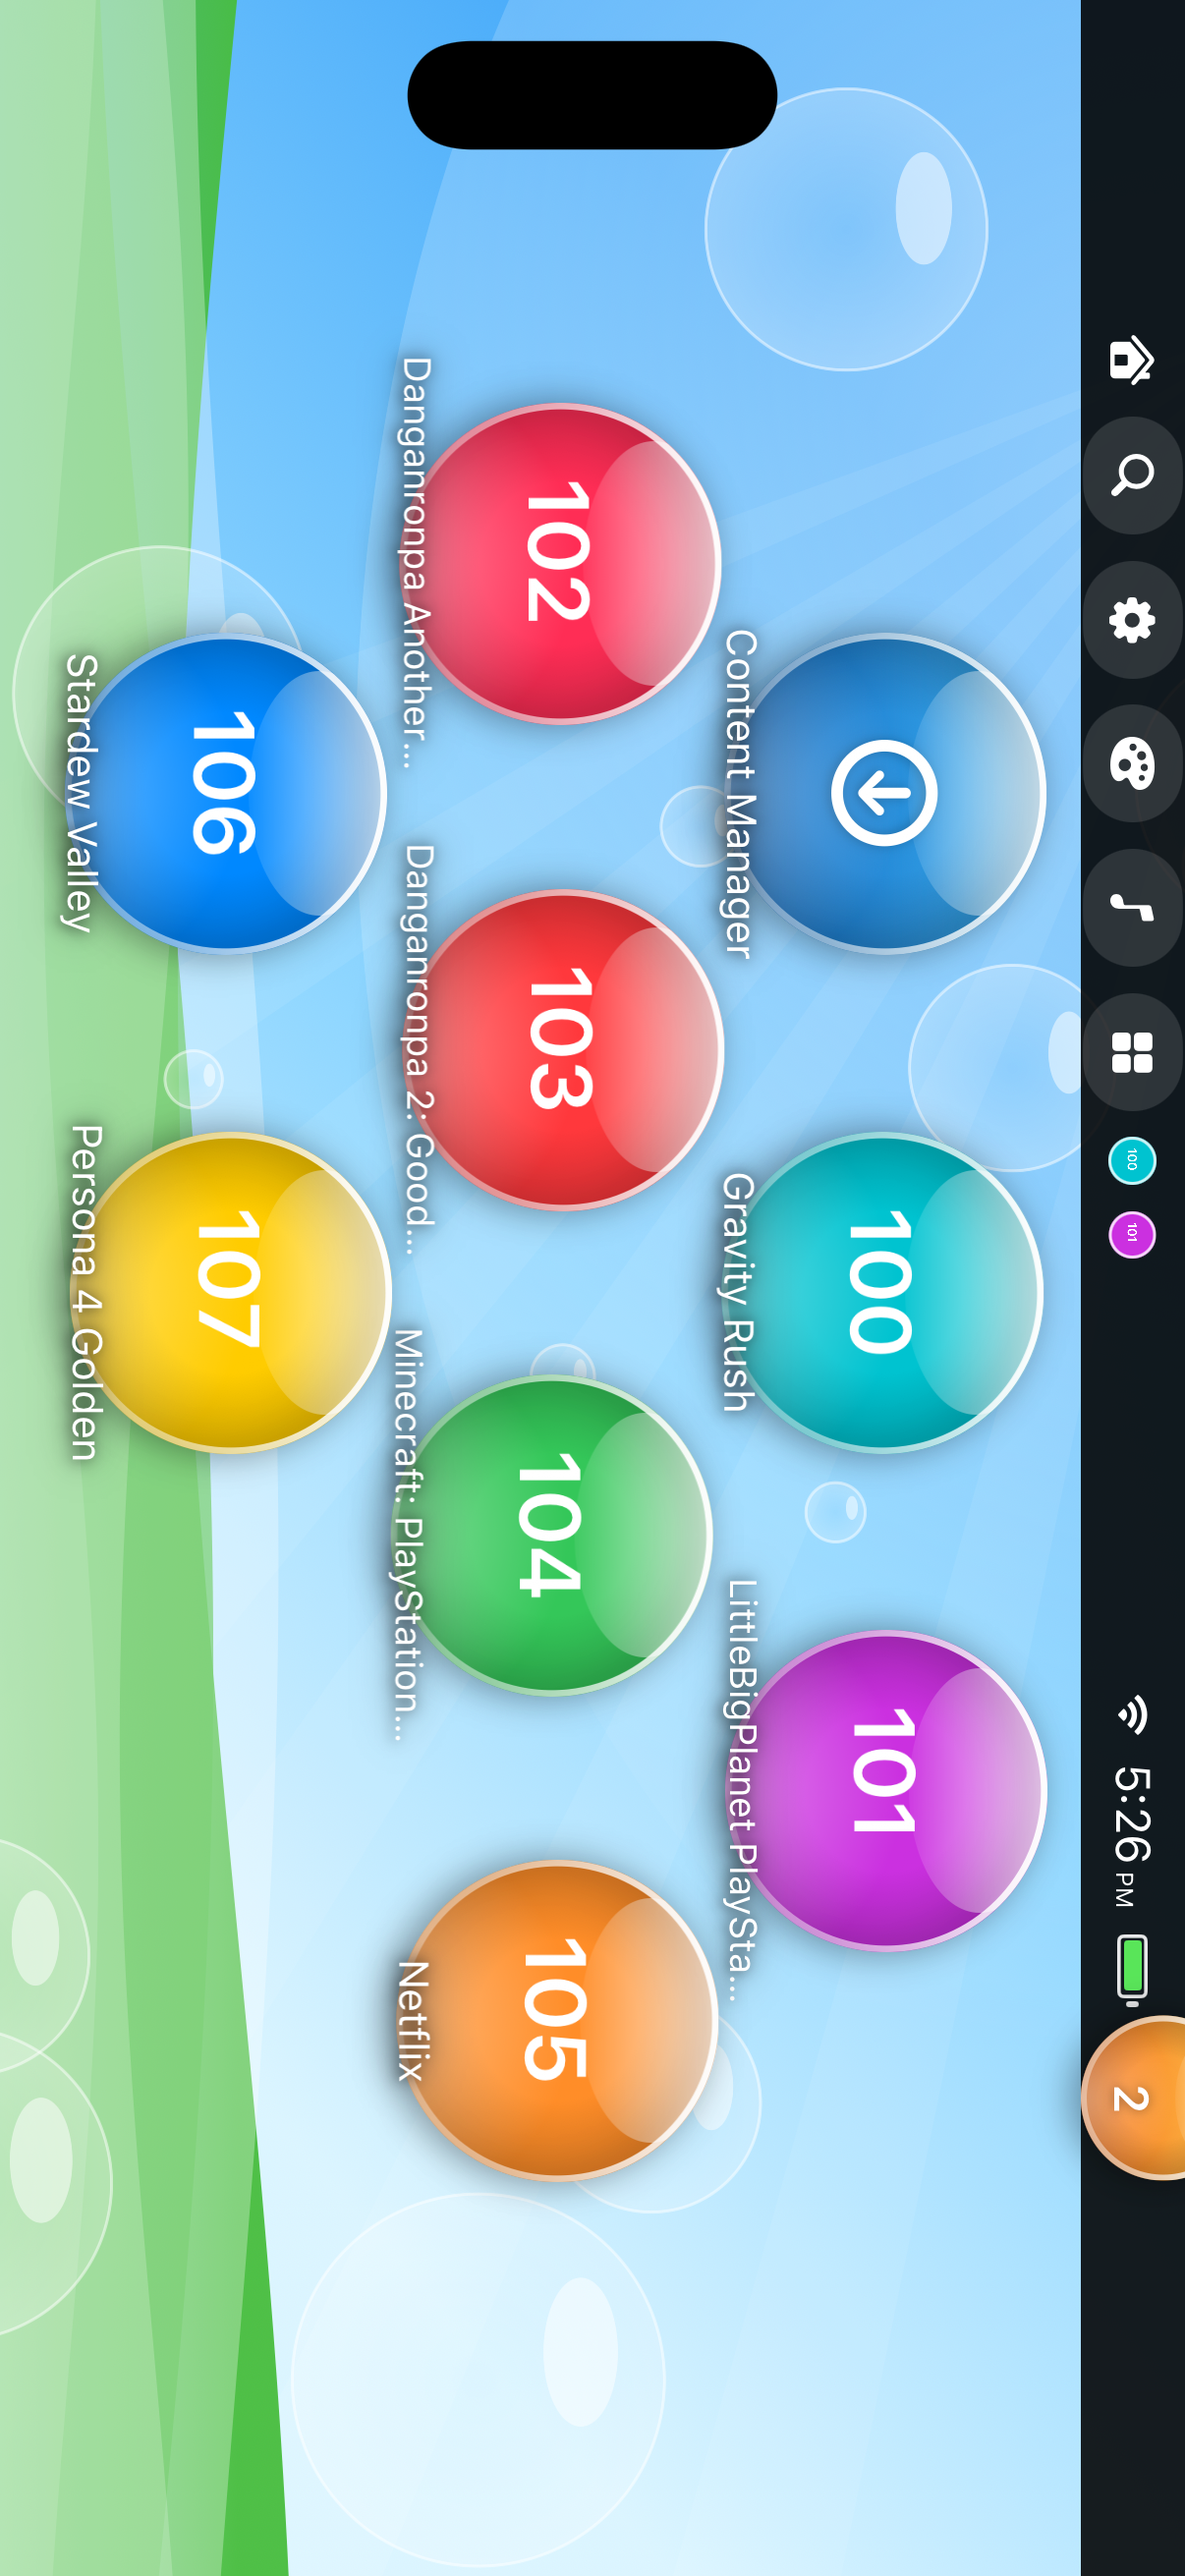 100
101
5:26 PM
2
Content Manager
100
Gravity Rush
101
LittleBigPlanet PlaySta...
102
Danganronpa Another...
103
Danganronpa 2: Good...
104
Minecraft: PlayStation...
105
Netflix
106
Stardew Valley
107
Persona 4 Golden